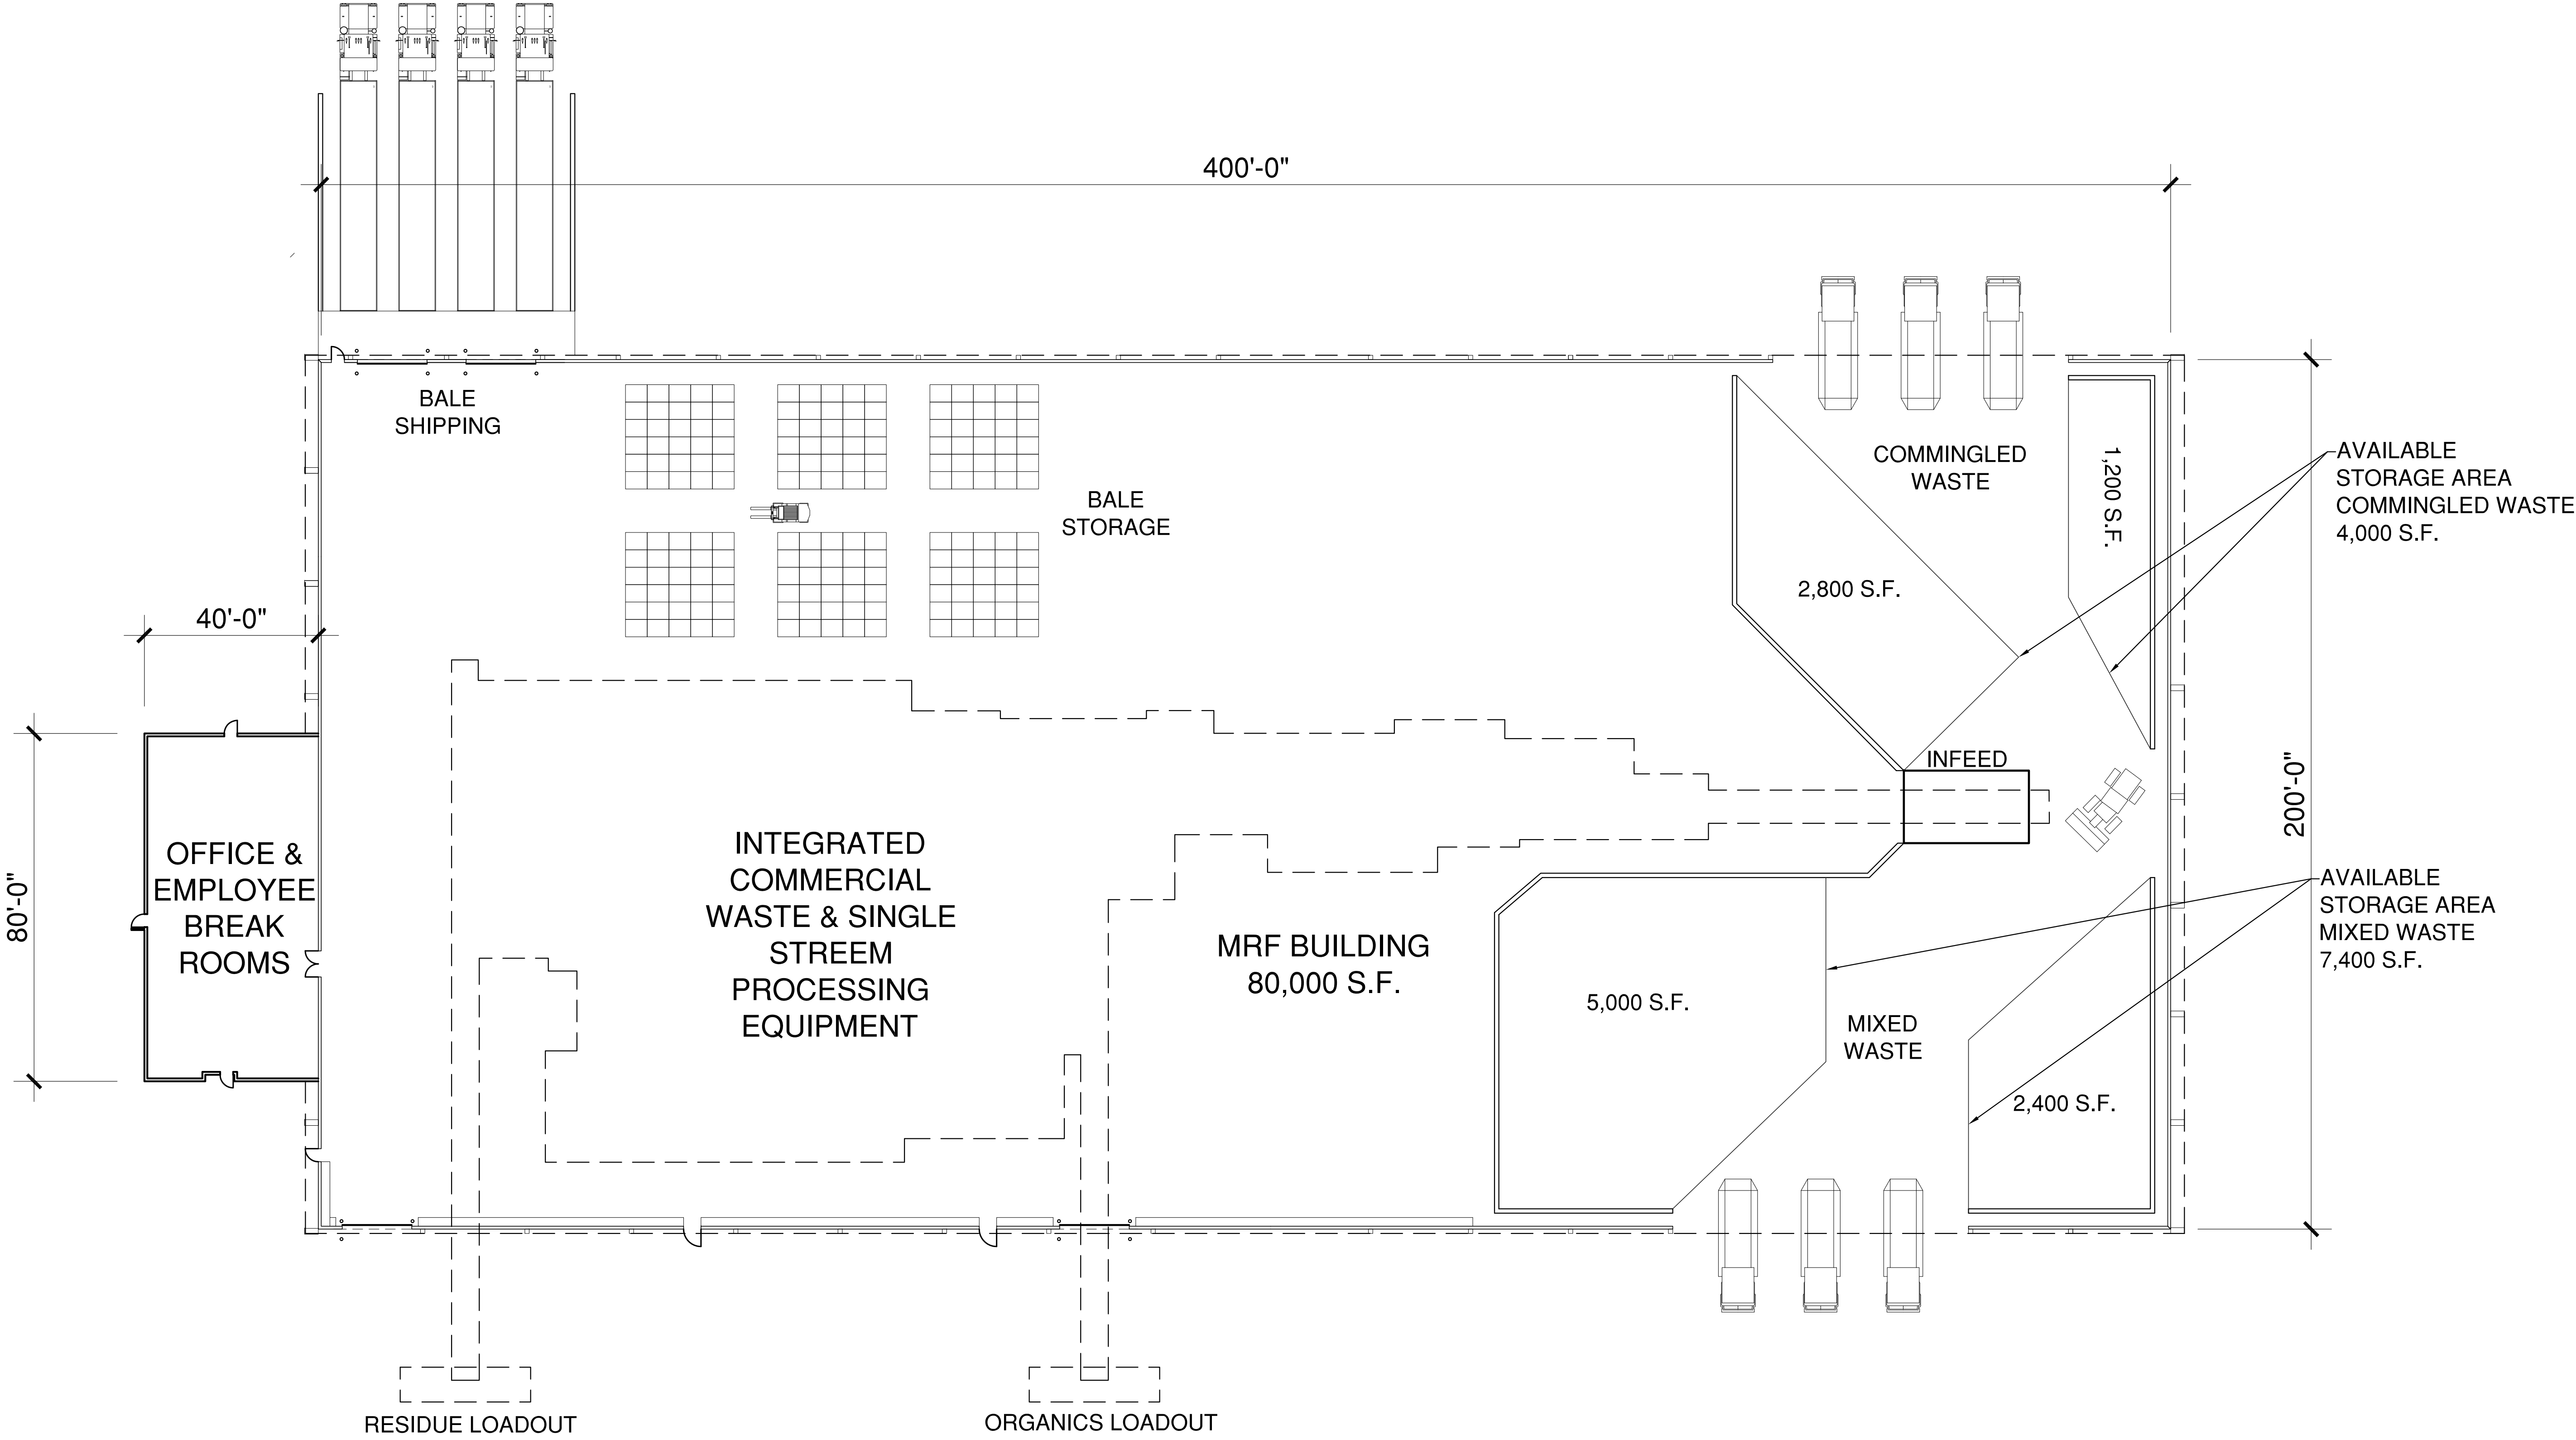 400'-0"
BALE
SHIPPING
BALE
STORAGE
COMMINGLED
WASTE
1,200 S.F.
AVAILABLE
STORAGE AREA
COMMINGLED WASTE
4,000 S.F.
2,800 S.F.
40'-0"
INFEED
200'-0"
80'-0"
OFFICE &
EMPLOYEE
BREAK
ROOMS
INTEGRATED
COMMERCIAL
WASTE & SINGLE
STREEM
PROCESSING
EQUIPMENT
MRF BUILDING
80,000 S.F.
5,000 S.F.
MIXED
WASTE
AVAILABLE
STORAGE AREA
MIXED WASTE
7,400 S.F.
2,400 S.F.
RESIDUE LOADOUT
ORGANICS LOADOUT